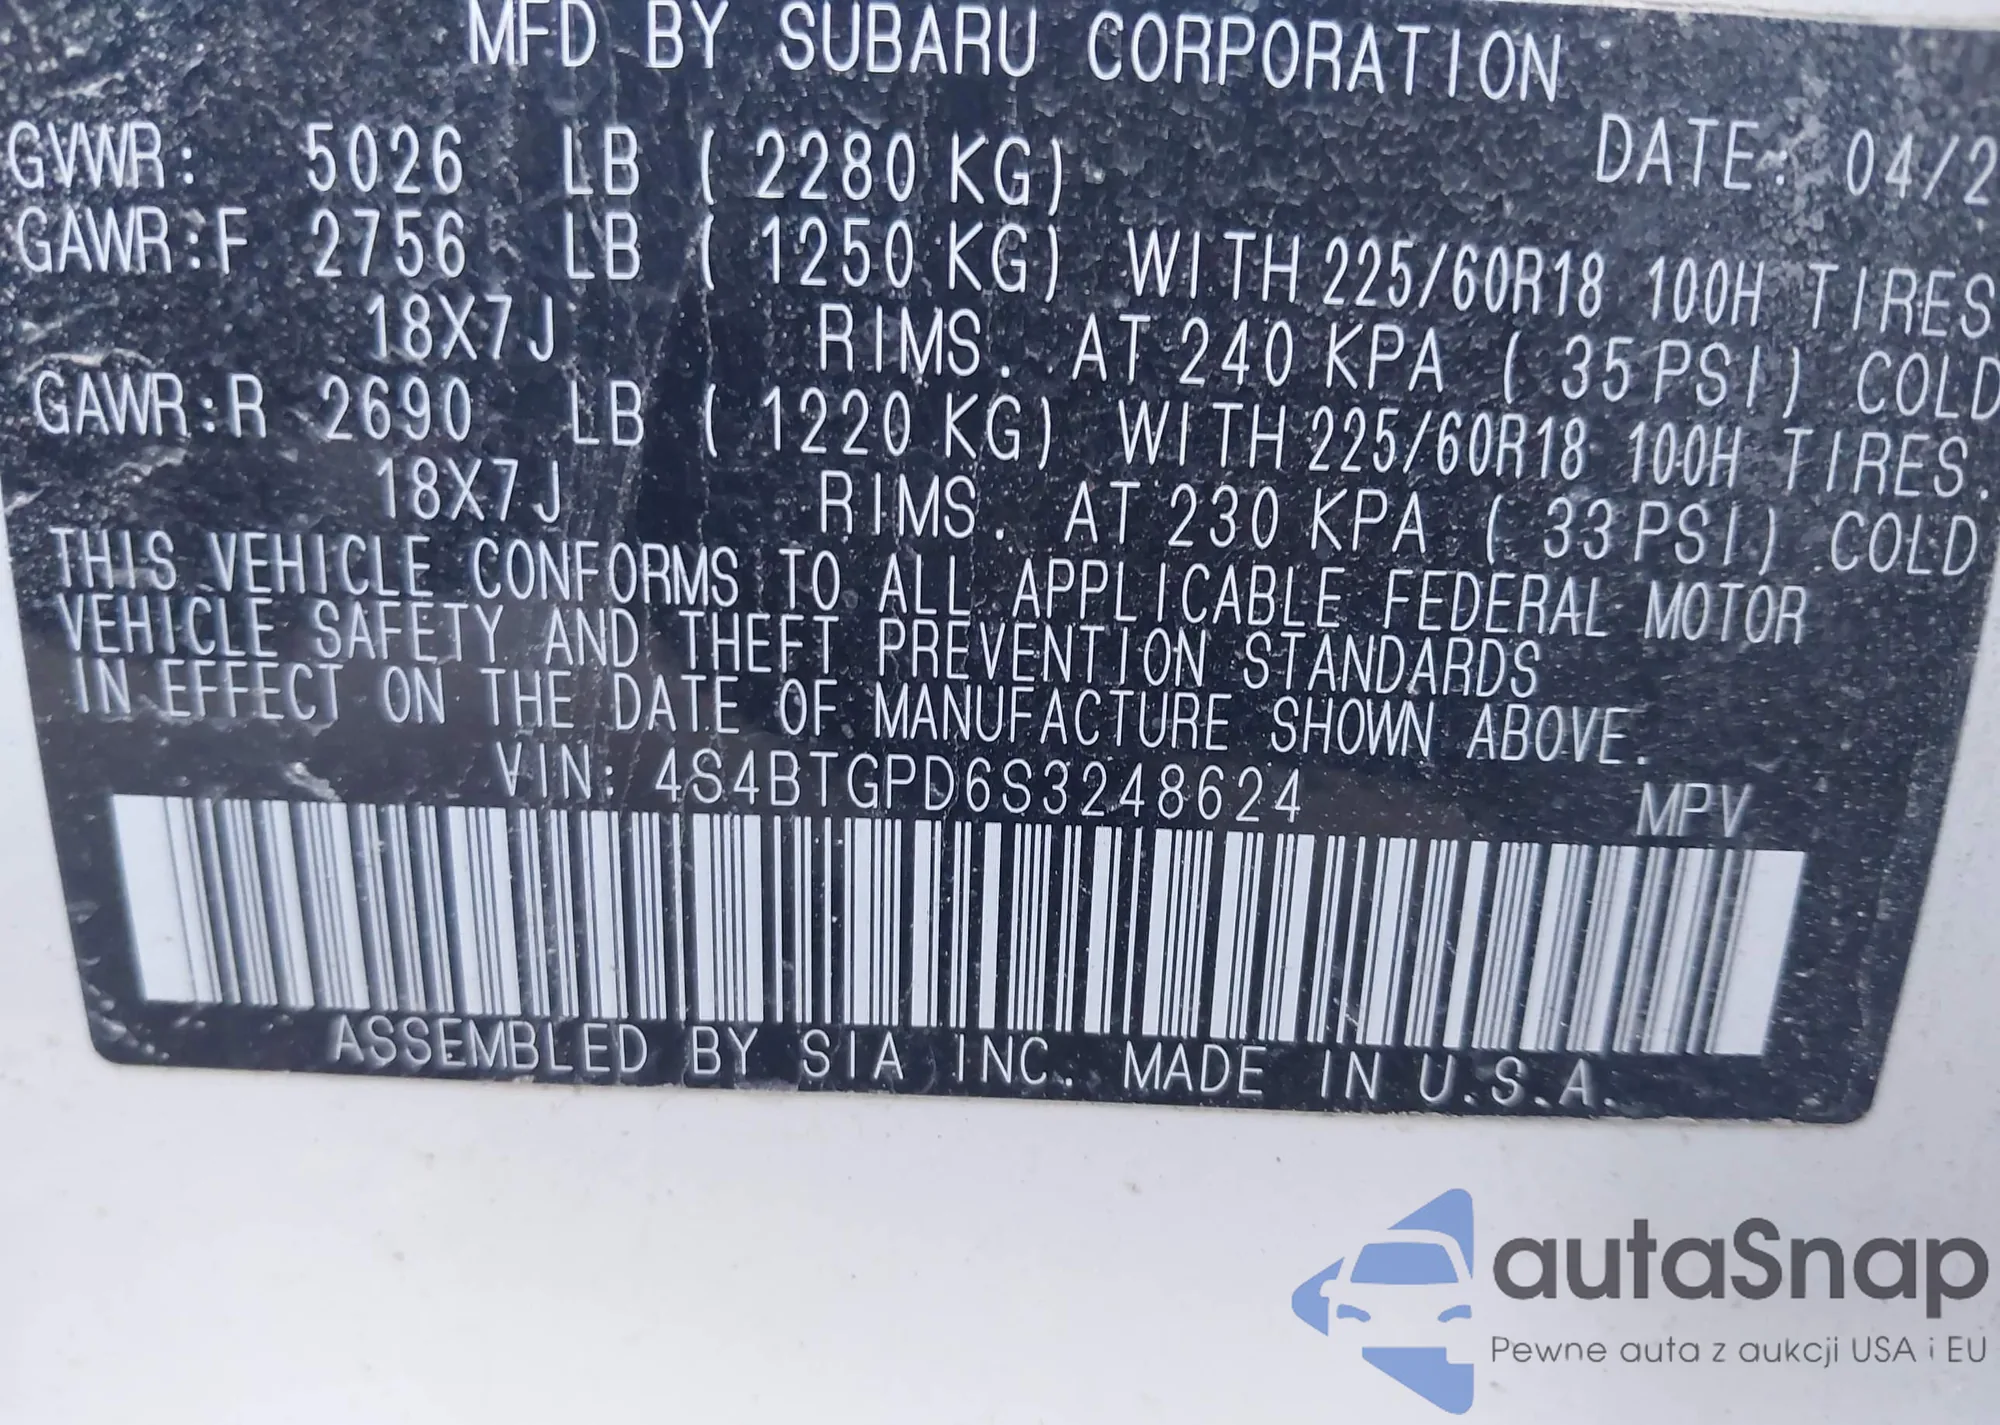 MFD BY SUBARU CORPORATION
GVWR: 5026 LB ( 2280 KG) DATE: 04/2
GAWR:F 2756 LB ( 1250 KG) WITH 225/60R18 100H TIRES
18X7J RIMS. AT 240 KPA ( 35 PSI) COLD
GAWR:R 2690 LB ( 1220 KG) WITH 225/60R18 100H TIRES.
18X7J RIMS. AT 230 KPA ( 33 PSI) COLD
THIS VEHICLE CONFORMS TO ALL APPLICABLE FEDERAL MOTOR
VEHICLE SAFETY AND THEFT PREVENTION STANDARDS
IN EFFECT ON THE DATE OF MANUFACTURE SHOWN ABOVE.
VIN: 4S4BTGPD6S3248624 MPV
ASSEMBLED BY SIA INC. MADE IN U.S.A.
autaSnap
Pewne auta z aukcji USA i EU